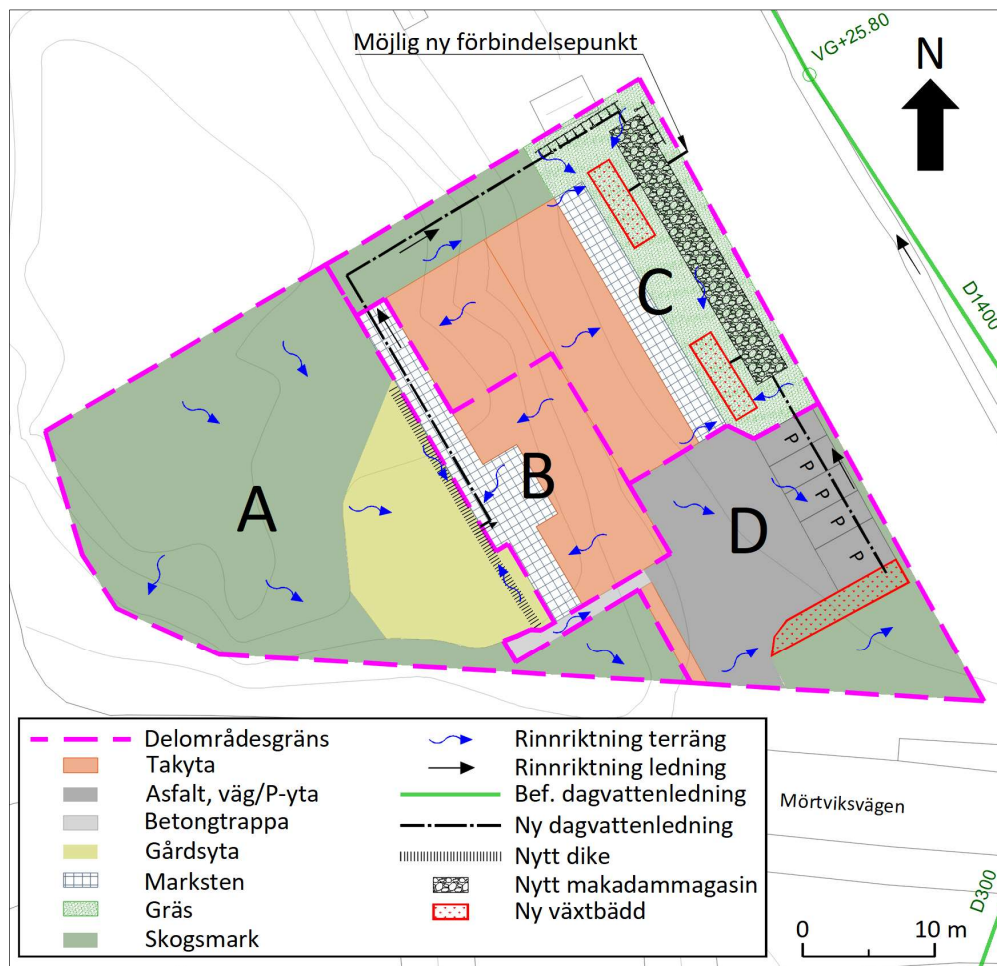 Möjlig ny förbindelsepunkt
VG+25.80
N
D1400
C
A
B
D
P
P
P
P
P
Delområdesgräns
Takyta
Asfalt, väg/P-yta
Betongtrappa
Gårdsyta
Marksten
Gräs
Skogsmark
Rinnriktning terräng
Rinnriktning ledning
Bef. dagvattenledning
Ny dagvattenledning
Nytt dike
Nytt makadammagasin
Ny växtbädd
Mörtviksvägen
D300
0 10 m